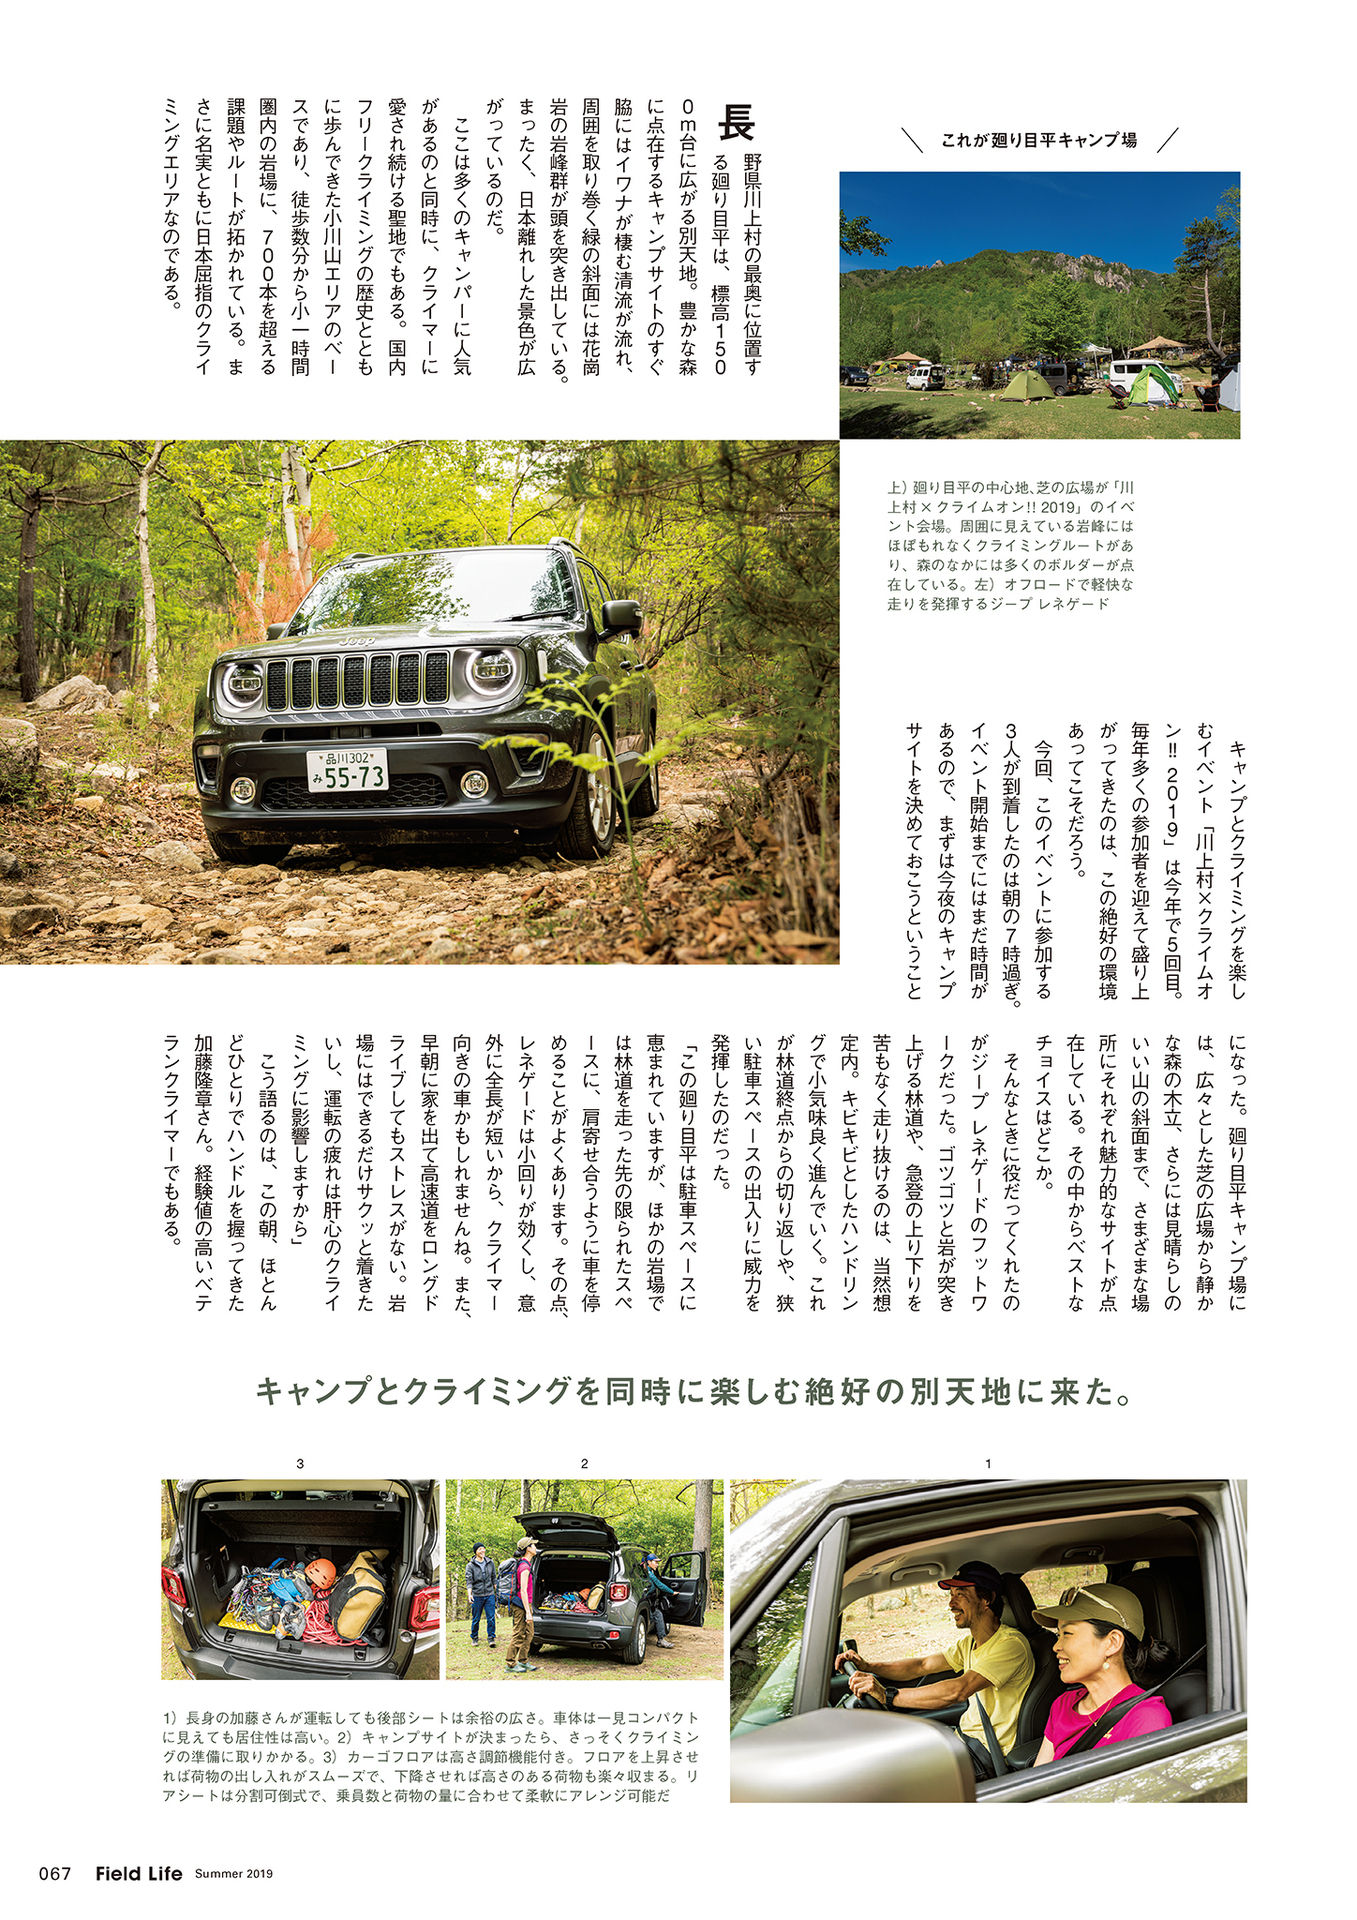 ＼ これが廻り目平キャンプ場 ／
長野県川上村の最奥に位置す
る廻り目平は、標高150
0m台に広がる別天地。豊かな森
に点在するキャンプサイトのすぐ
脇にはイワナが棲む清流が流れ、
周囲を取り巻く緑の斜面には花崗
岩の岩峰群が頭を突き出している。
まったく、日本離れした景色が広
がっているのだ。
ここは多くのキャンパーに人気
があるのと同時に、クライマーに
愛され続ける聖地でもある。国内
フリークライミングの歴史ととも
に歩んできた小川山エリアのベー
スであり、徒歩数分から小一時間
圏内の岩場に、700本を超える
課題やルートが拓かれている。ま
さに名実ともに日本屈指のクライ
ミングエリアなのである。
上）廻り目平の中心地、芝の広場が「川
上村×クライムオン!! 2019」のイベ
ント会場。周囲に見えている岩峰には
ほぼもれなくクライミングルートがあ
り、森のなかには多くのボルダーが点
在している。左）オフロードで軽快な
走りを発揮するジープ レネゲード
Jeep
品川302
み 55-73
キャンプとクライミングを楽し
むイベント「川上村×クライムオ
ン!! 2019」は今年で5回目。
毎年多くの参加者を迎えて盛り上
がってきたのは、この絶好の環境
あってこそだろう。
今回、このイベントに参加する
3人が到着したのは朝の7時過ぎ。
イベント開始までにはまだ時間が
あるので、まずは今夜のキャンプ
サイトを決めておこうということ
になった。廻り目平キャンプ場に
は、広々とした芝の広場から静か
な森の木立、さらには見晴らしの
いい山の斜面まで、さまざまな場
所にそれぞれ魅力的なサイトが点
在している。その中からベストな
チョイスはどこか。
そんなときに役だってくれたの
がジープ レネゲードのフットワ
ークだった。ゴツゴツと岩が突き
上げる林道や、急登の上り下りを
苦もなく走り抜けるのは、当然想
定内。キビキビとしたハンドリン
グで小気味良く進んでいく。これ
が林道終点からの切り返しや、狭
い駐車スペースの出入りに威力を
発揮したのだった。
「この廻り目平は駐車スペースに
恵まれていますが、ほかの岩場で
は林道を走った先の限られたスペ
ースに、肩寄せ合うように車を停
めることがよくあります。その点、
レネゲードは小回りが効くし、意
外に全長が短いから、クライマー
向きの車かもしれませんね。また、
早朝に家を出て高速道をロングド
ライブしてもストレスがない。岩
場にはできるだけサクッと着きた
いし、運転の疲れは肝心のクライ
ミングに影響しますから」
こう語るのは、この朝、ほとん
どひとりでハンドルを握ってきた
加藤隆章さん。経験値の高いベテ
ランクライマーでもある。
キャンプとクライミングを同時に楽しむ絶好の別天地に来た。
3
2
1
1）長身の加藤さんが運転しても後部シートは余裕の広さ。車体は一見コンパクト
に見えても居住性は高い。2）キャンプサイトが決まったら、さっそくクライミン
グの準備に取りかかる。3）カーゴフロアは高さ調節機能付き。フロアを上昇させ
れば荷物の出し入れがスムーズで、下降させれば高さのある荷物も楽々収まる。リ
アシートは分割可倒式で、乗員数と荷物の量に合わせて柔軟にアレンジ可能だ
067 Field Life Summer 2019